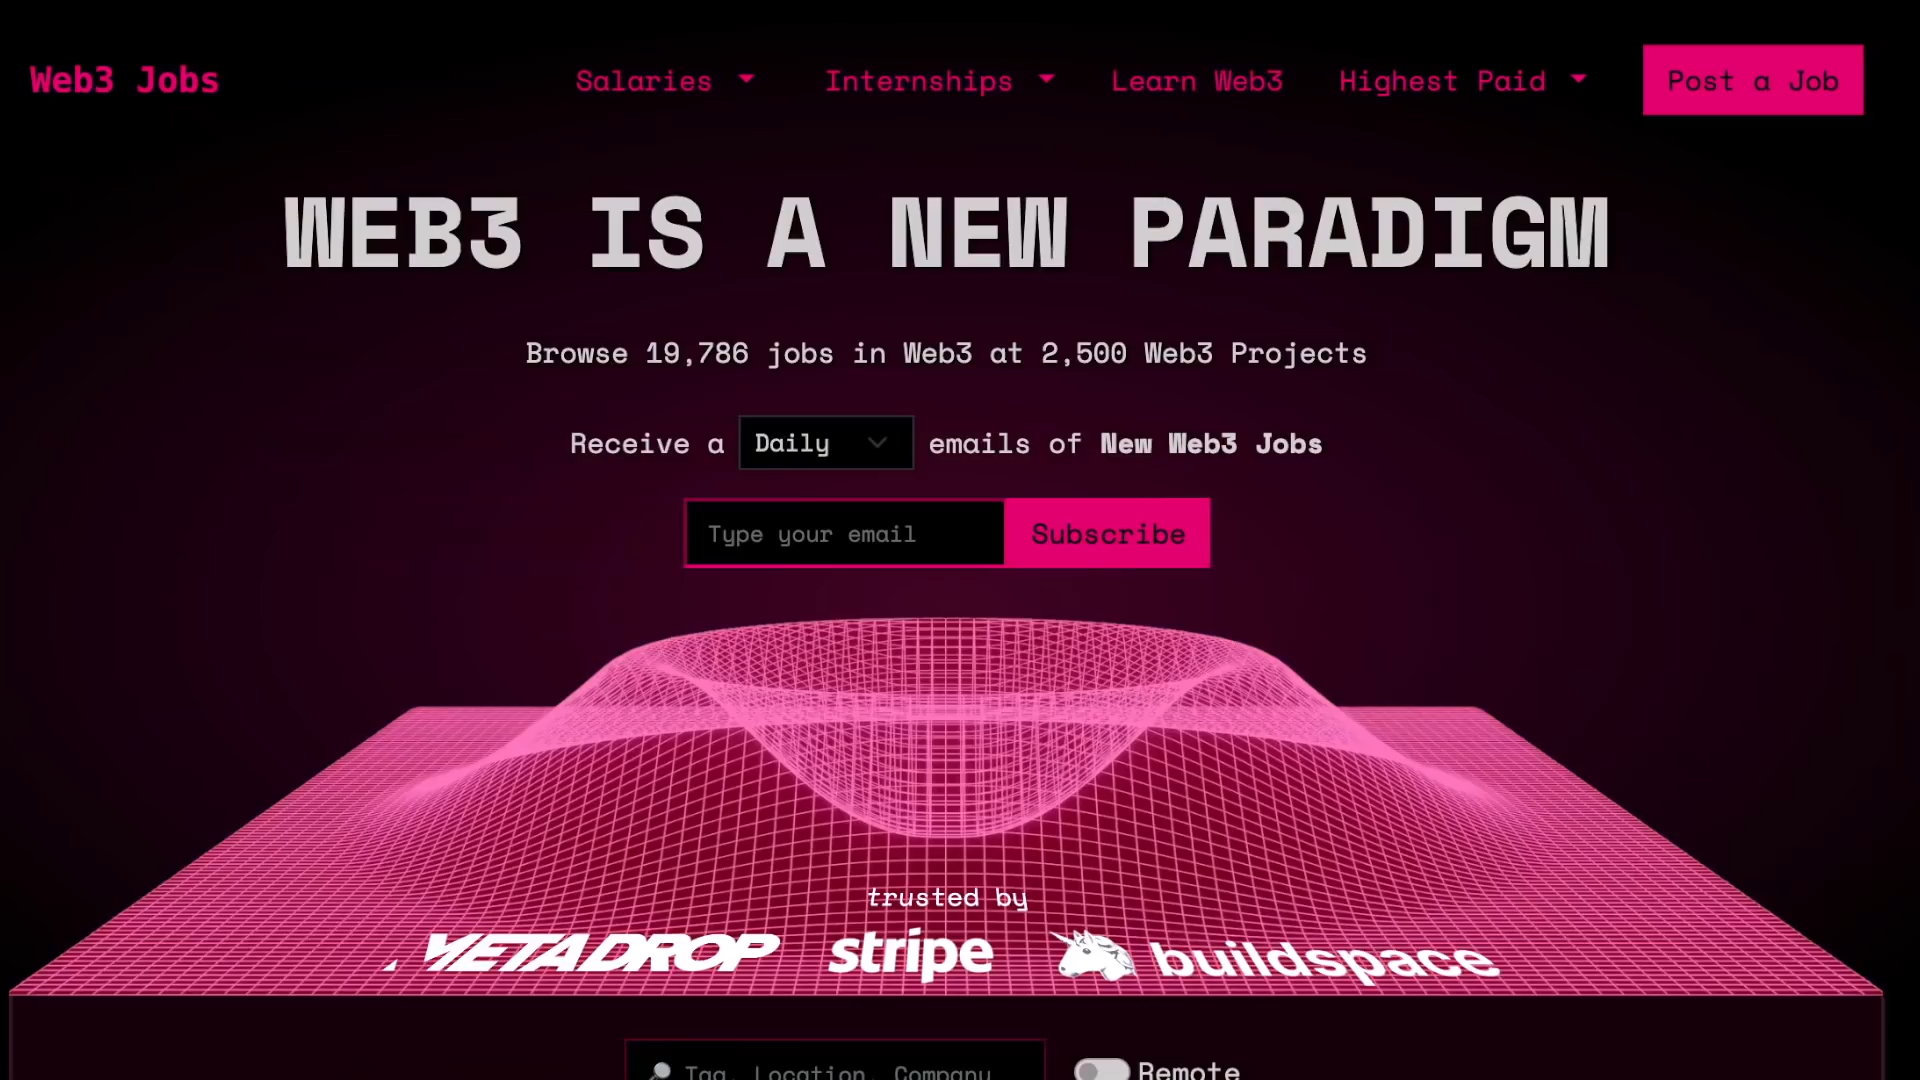 Web3 Jobs
Salaries
Internships
Learn Web3
Highest Paid
Post a Job
WEB3 IS A NEW PARADIGM
Browse 19,786 jobs in Web3 at 2,500 Web3 Projects
Receive a Daily emails of New Web3 Jobs
Type your email
Subscribe
trusted by
METADROP
stripe
buildspace
Tag, Location, Company
Remote